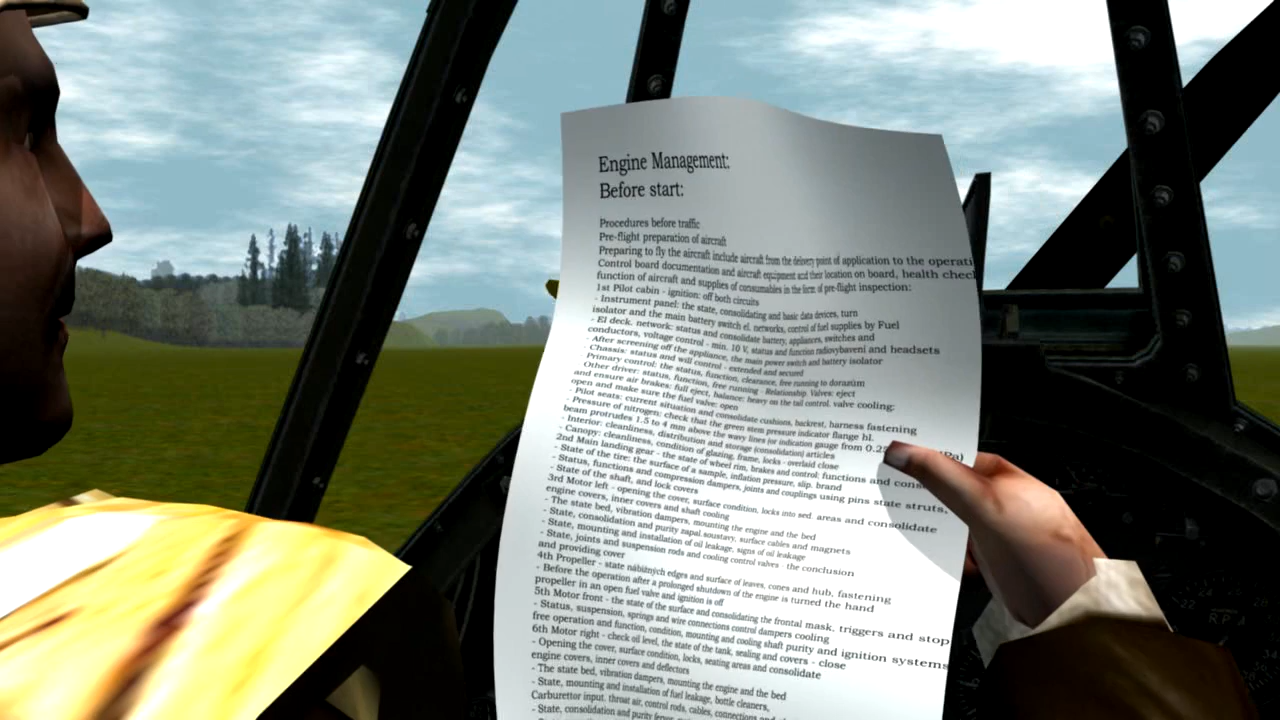 Engine Management:
Before start:
Procedures before traffic
Pre-flight preparation of aircraft
Preparing to fly the aircraft include aircraft from the delivery point of application to the operati
Control board documentation and aircraft equipment and their location on board, health chec
function of aircraft and supplies of consumables in the form of pre-flight inspection:
1st Pilot cabin - ignition: off both circuits
- Instrument panel: the state, consolidating and basic data devices, turn
isolator and the main battery switch el. networks, control of fuel supplies by Fuel
- El deck. network: status and consolidate battery, appliances, switches and
conductors, voltage control - min. 10 V, status and function radiovybavení and headsets
- After screening off the appliance, the main power switch and battery isolator
- Chassis: status and will control - extended and secured
Primary control: the status, function, clearance, free running to dorazům
- Other driver: status, function, free running - Relationship. Valves: eject
and ensure air brakes: full eject, balance: heavy on the tail control. valve cooling:
open and make sure the fuel valve: open
- Pilot seats: current situation and consolidate cushions, backrest, harness fastening
- Pressure of nitrogen: check that the green stem pressure indicator flange hl.
beam protrudes 1.5 to 4 mm above the wavy lines (or indication gauge from 0.2 Pa)
- Interior: cleanliness, distribution and storage (consolidation) articles
- Canopy: cleanliness, condition of glazing, frame, locks - overlaid close
2nd Main landing gear - the state of wheel rim, brakes and control: functions and cons
- State of the tire: the surface of a sample, inflation pressure, slip. brand
- Status, functions and compression dampers, joints and couplings using pins state struts,
- State of the shaft, and lock covers
3rd Motor left - opening the cover, surface condition, locks into sed. areas and consolidate
engine covers, inner covers and shaft cooling
- The state bed, vibration dampers, mounting the engine and the bed
- State, consolidation and purity rapal soustavy, surface cables and magnets
- State, mounting and installation of oil leakage, signs of oil leakage
- State, joints and suspension rods and cooling control valves - the conclusion
and providing cover
4th Propeller - state náběžných edges and surface of leaves, cones and hub, fastening
- Before the operation after a prolonged shutdown of the engine is turned the hand
propeller in an open fuel valve and ignition is off
5th Motor front - the state of the surface and consolidating the frontal mask, triggers and stop
- Status, suspension, springs and wire connections control dampers cooling
free operation and function, condition, mounting and cooling shaft purity and ignition systems
6th Motor right - check oil level, the state of the tank, sealing and covers - close
- Opening the cover, surface condition, locks, seating areas and consolidate
engine covers, inner covers and deflectors
- The state bed, vibration dampers, mounting the engine and the bed
- State, mounting and installation of fuel leakage, bottle cleaners,
Carburettor input, throat air, control rods, cables, connections and
- State, consolidation and purity